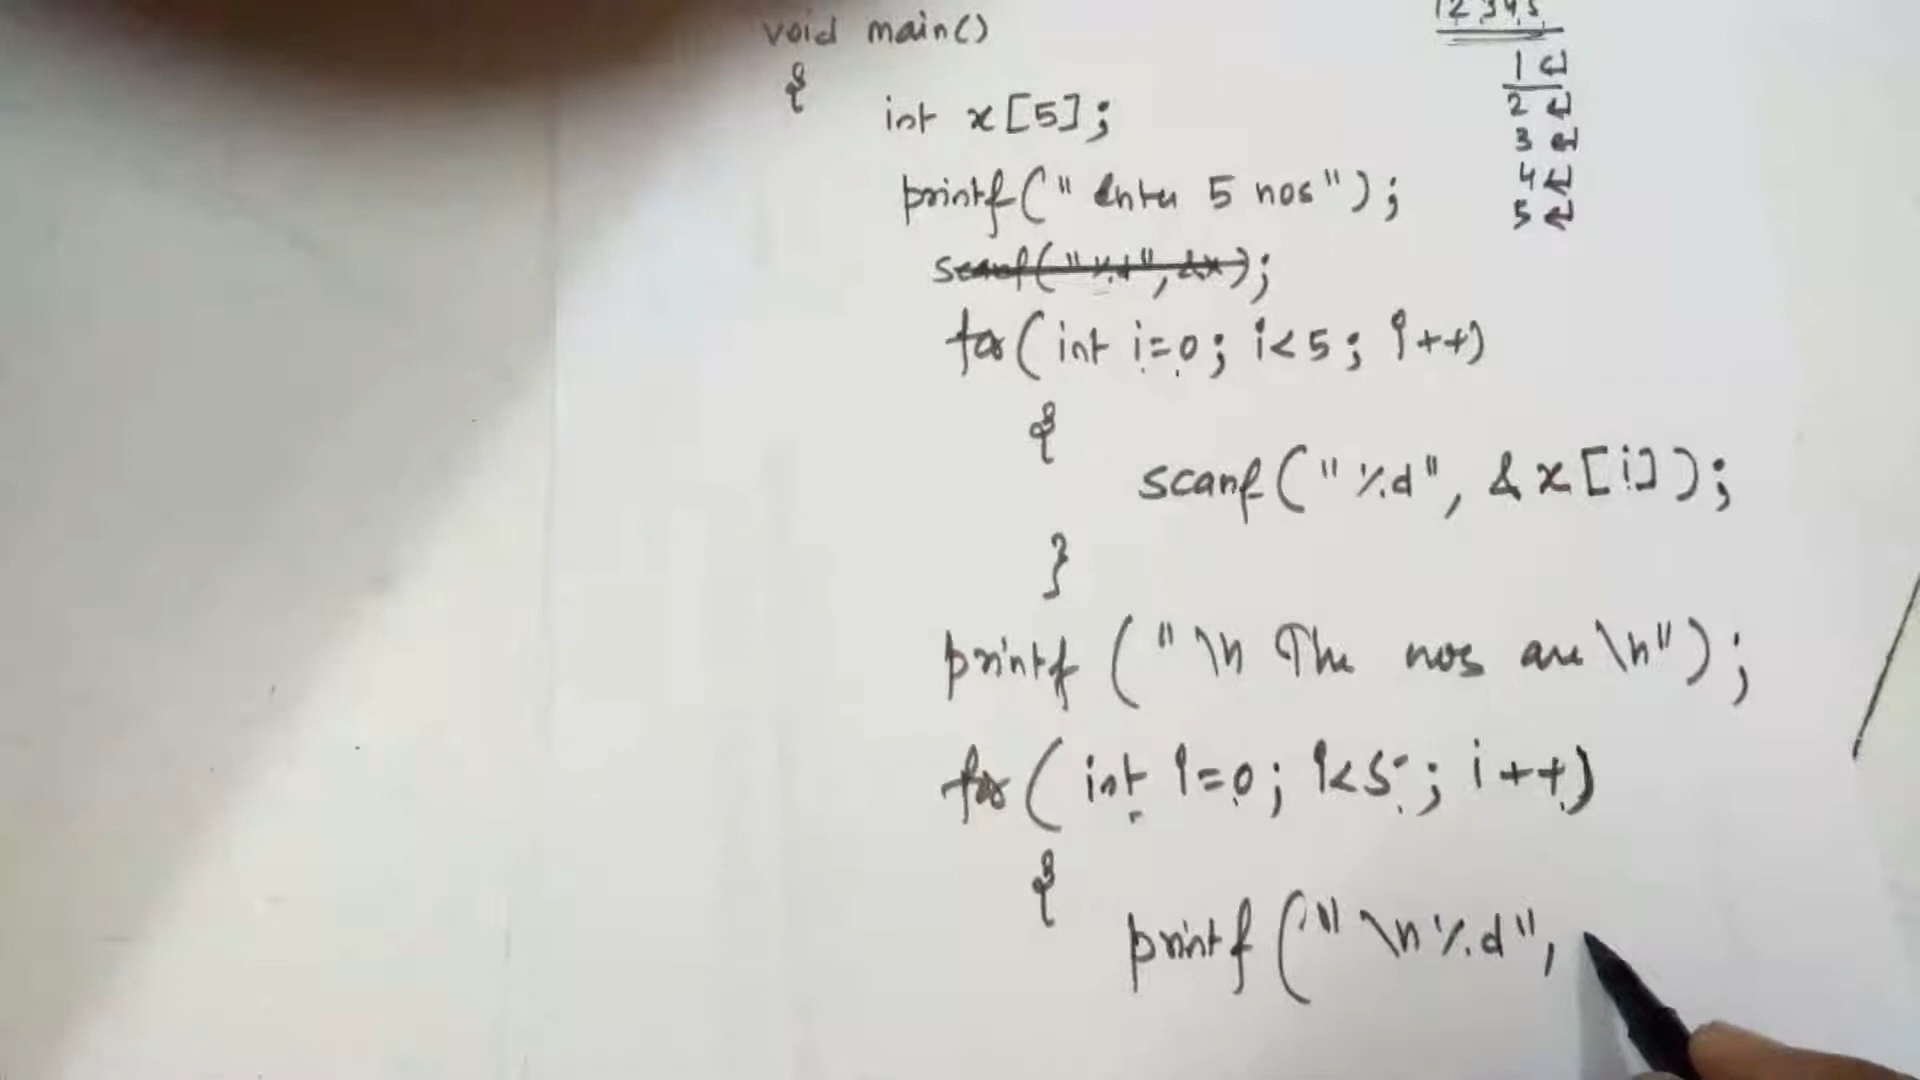 void main()
{
int x[5];
printf("Enter 5 nos");
scanf("%d", &x);
for(int i=0; i<5; i++)
{
scanf("%d", &x[i]);
}
printf("\n The nos are \n");
for(int i=0; i<5; i++)
{
printf("\n%d",
12345
1 ↵
2 ↵
3 ↵
4 ↵
5 ↵